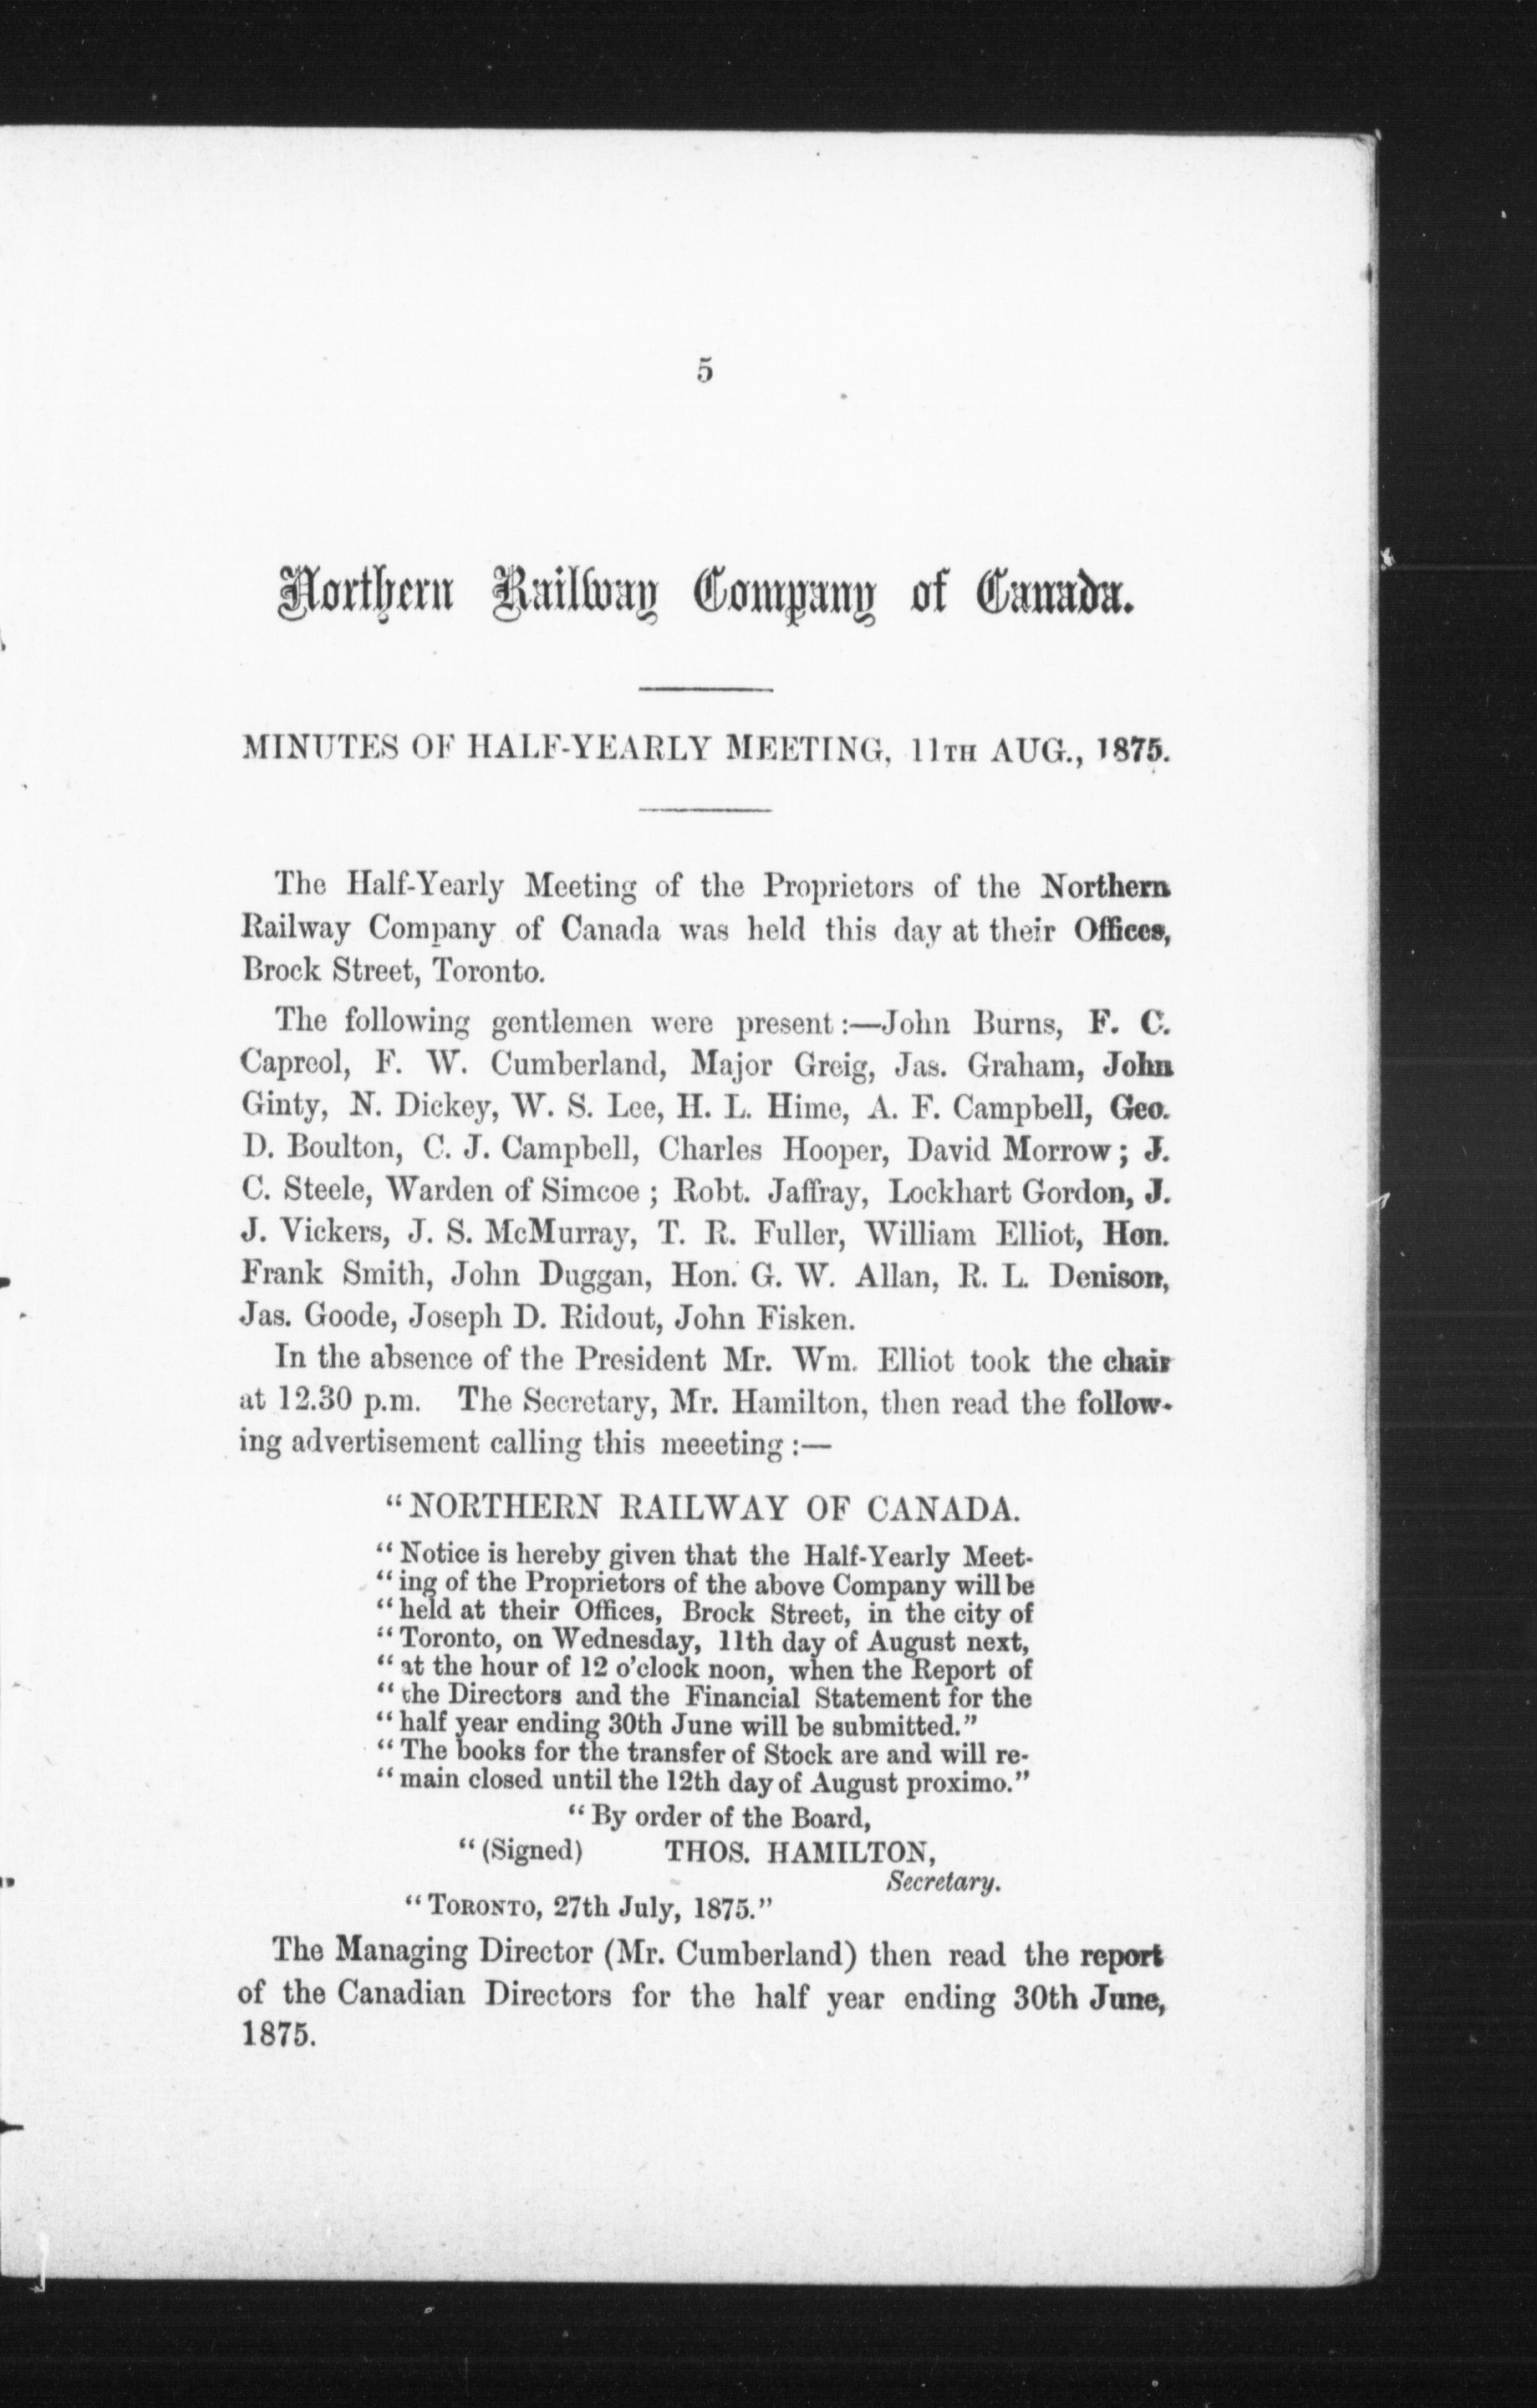 5
Northern Railway Company of Canada.
MINUTES OF HALF-YEARLY MEETING, 11TH AUG., 1875.
The Half-Yearly Meeting of the Proprietors of the Northern
Railway Company of Canada was held this day at their Offices,
Brock Street, Toronto.
The following gentlemen were present:—John Burns, F. C.
Capreol, F. W. Cumberland, Major Greig, Jas. Graham, John
Ginty, N. Dickey, W. S. Lee, H. L. Hime, A. F. Campbell, Geo.
D. Boulton, C. J. Campbell, Charles Hooper, David Morrow; J.
C. Steele, Warden of Simcoe; Robt. Jaffray, Lockhart Gordon, J.
J. Vickers, J. S. McMurray, T. R. Fuller, William Elliot, Hon.
Frank Smith, John Duggan, Hon. G. W. Allan, R. L. Denison,
Jas. Goode, Joseph D. Ridout, John Fisken.
In the absence of the President Mr. Wm. Elliot took the chair
at 12.30 p.m. The Secretary, Mr. Hamilton, then read the follow-
ing advertisement calling this meeeting:—
"NORTHERN RAILWAY OF CANADA.
"Notice is hereby given that the Half-Yearly Meet-
"ing of the Proprietors of the above Company will be
"held at their Offices, Brock Street, in the city of
"Toronto, on Wednesday, 11th day of August next,
"at the hour of 12 o'clock noon, when the Report of
"the Directors and the Financial Statement for the
"half year ending 30th June will be submitted."
"The books for the transfer of Stock are and will re-
"main closed until the 12th day of August proximo."
"By order of the Board,
"(Signed) THOS. HAMILTON,
Secretary.
"TORONTO, 27th July, 1875."
The Managing Director (Mr. Cumberland) then read the report
of the Canadian Directors for the half year ending 30th June,
1875.